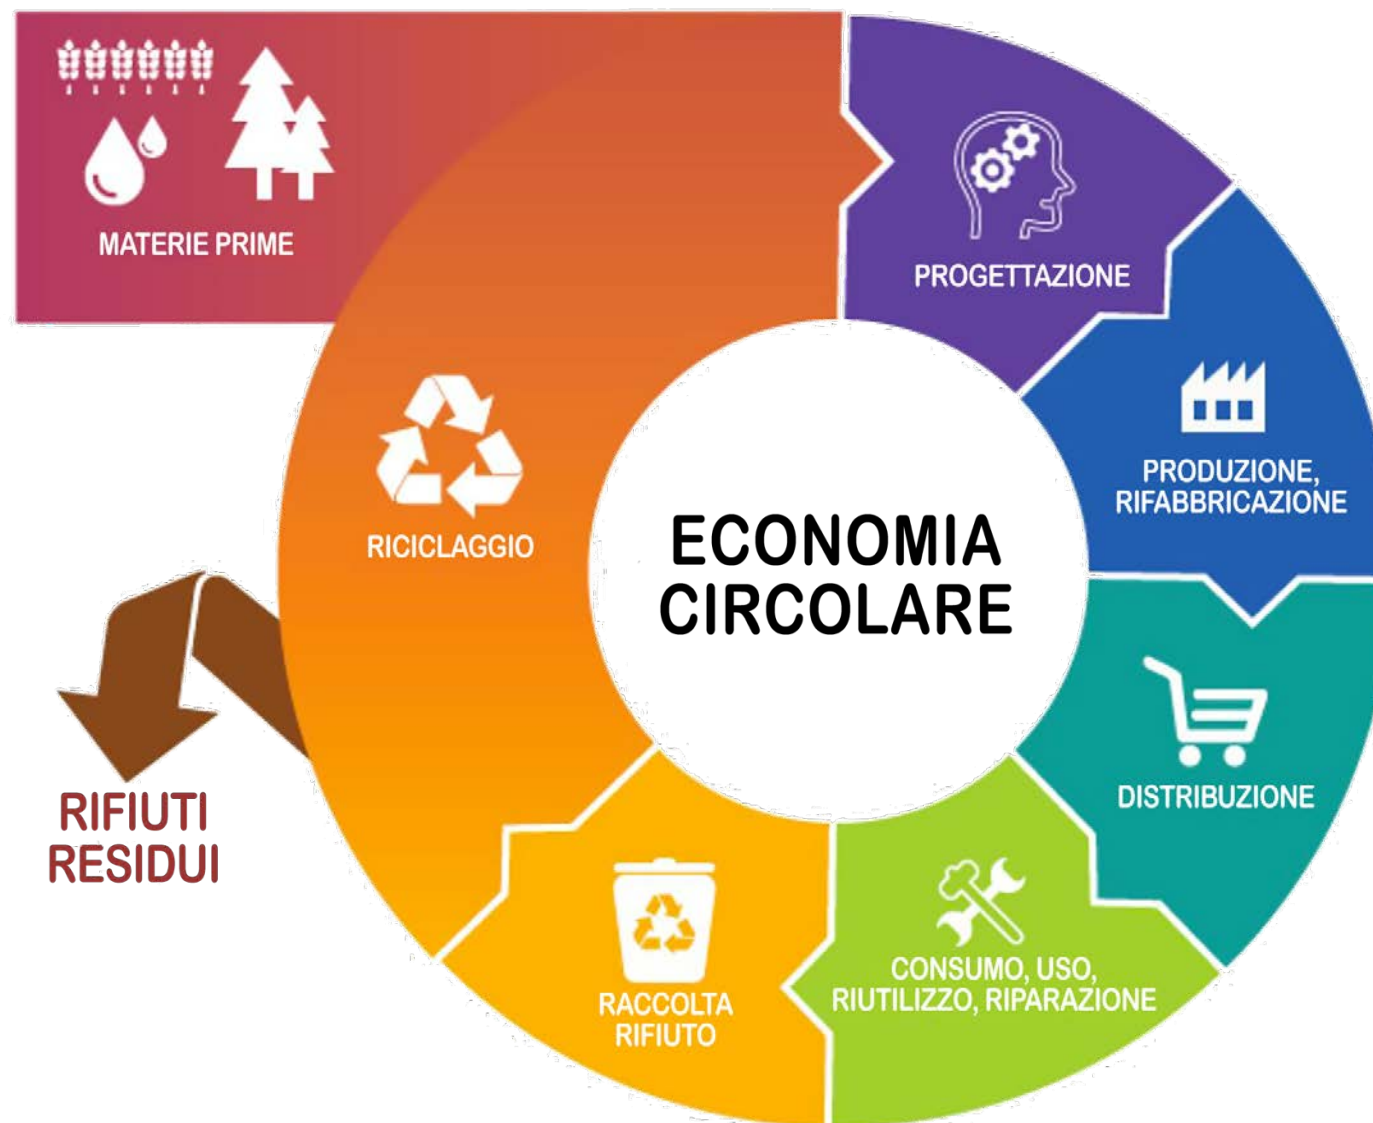 MATERIE PRIME
PROGETTAZIONE
PRODUZIONE,
RIFABBRICAZIONE
RICICLAGGIO
ECONOMIA
CIRCOLARE
DISTRIBUZIONE
RIFIUTI
RESIDUI
CONSUMO, USO,
RIUTILIZZO, RIPARAZIONE
RACCOLTA
RIFIUTO